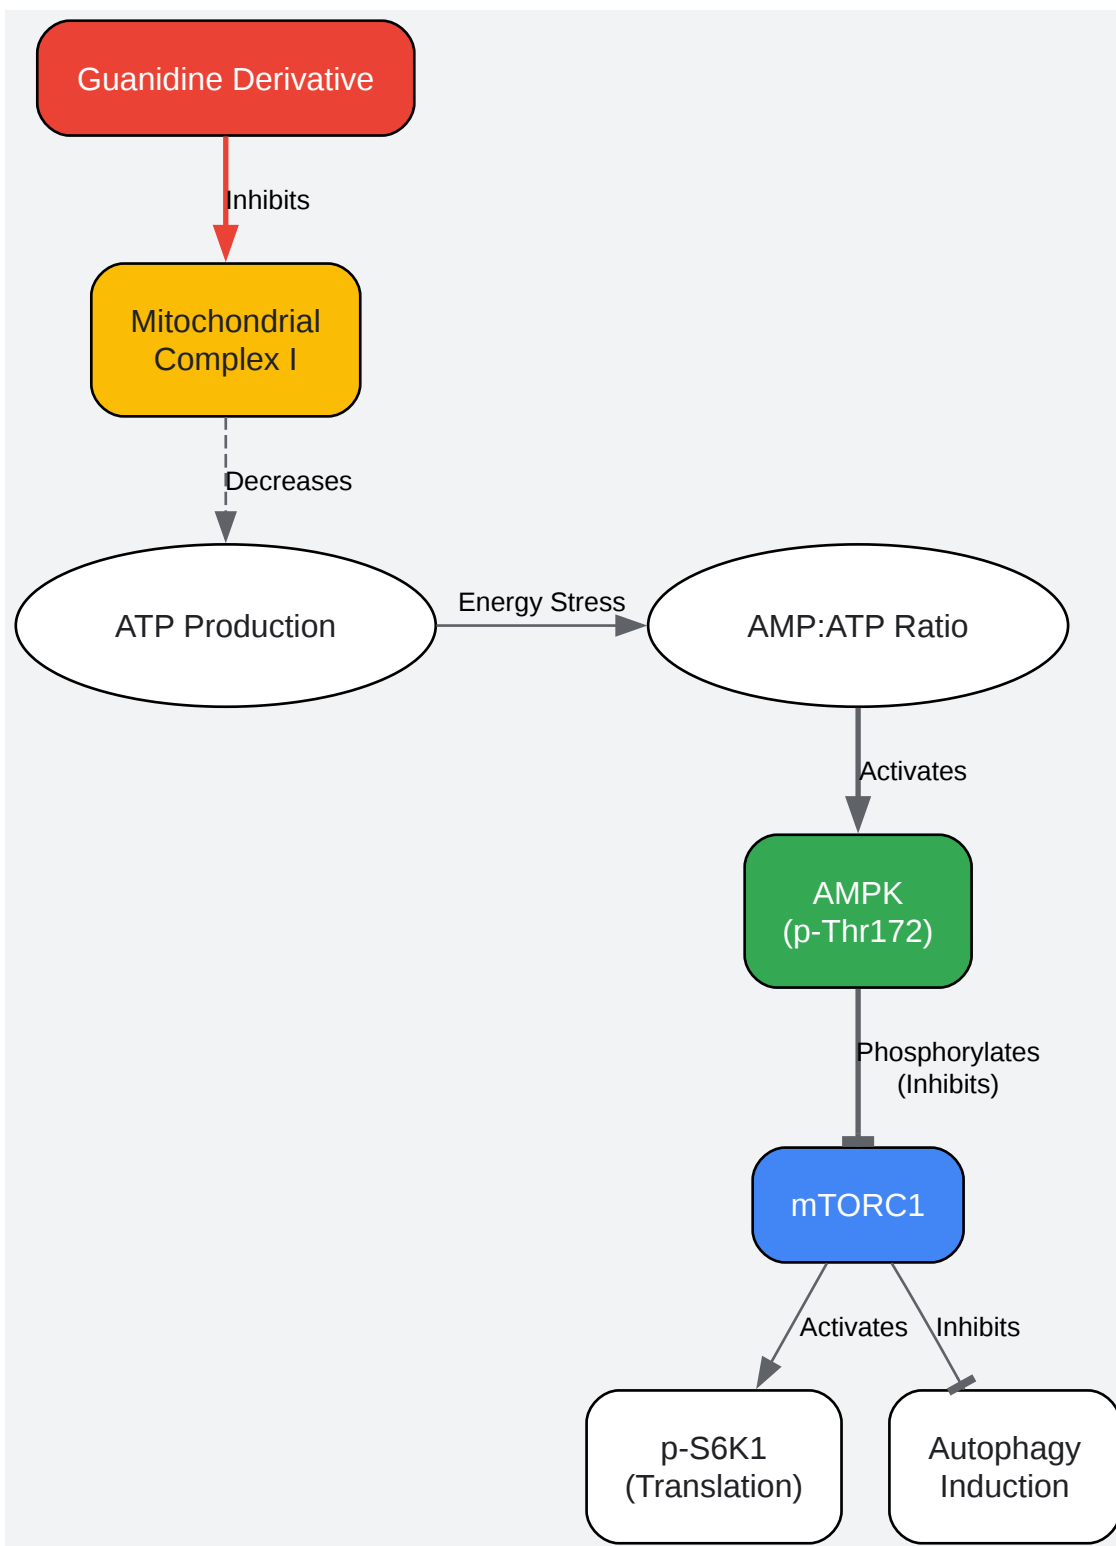 Guanidine Derivative
Inhibits
Mitochondrial
Complex I
Decreases
ATP Production
Energy Stress
AMP:ATP Ratio
Activates
AMPK
(p-Thr172)
Phosphorylates
(Inhibits)
mTORC1
Activates
Inhibits
p-S6K1
(Translation)
Autophagy
Induction